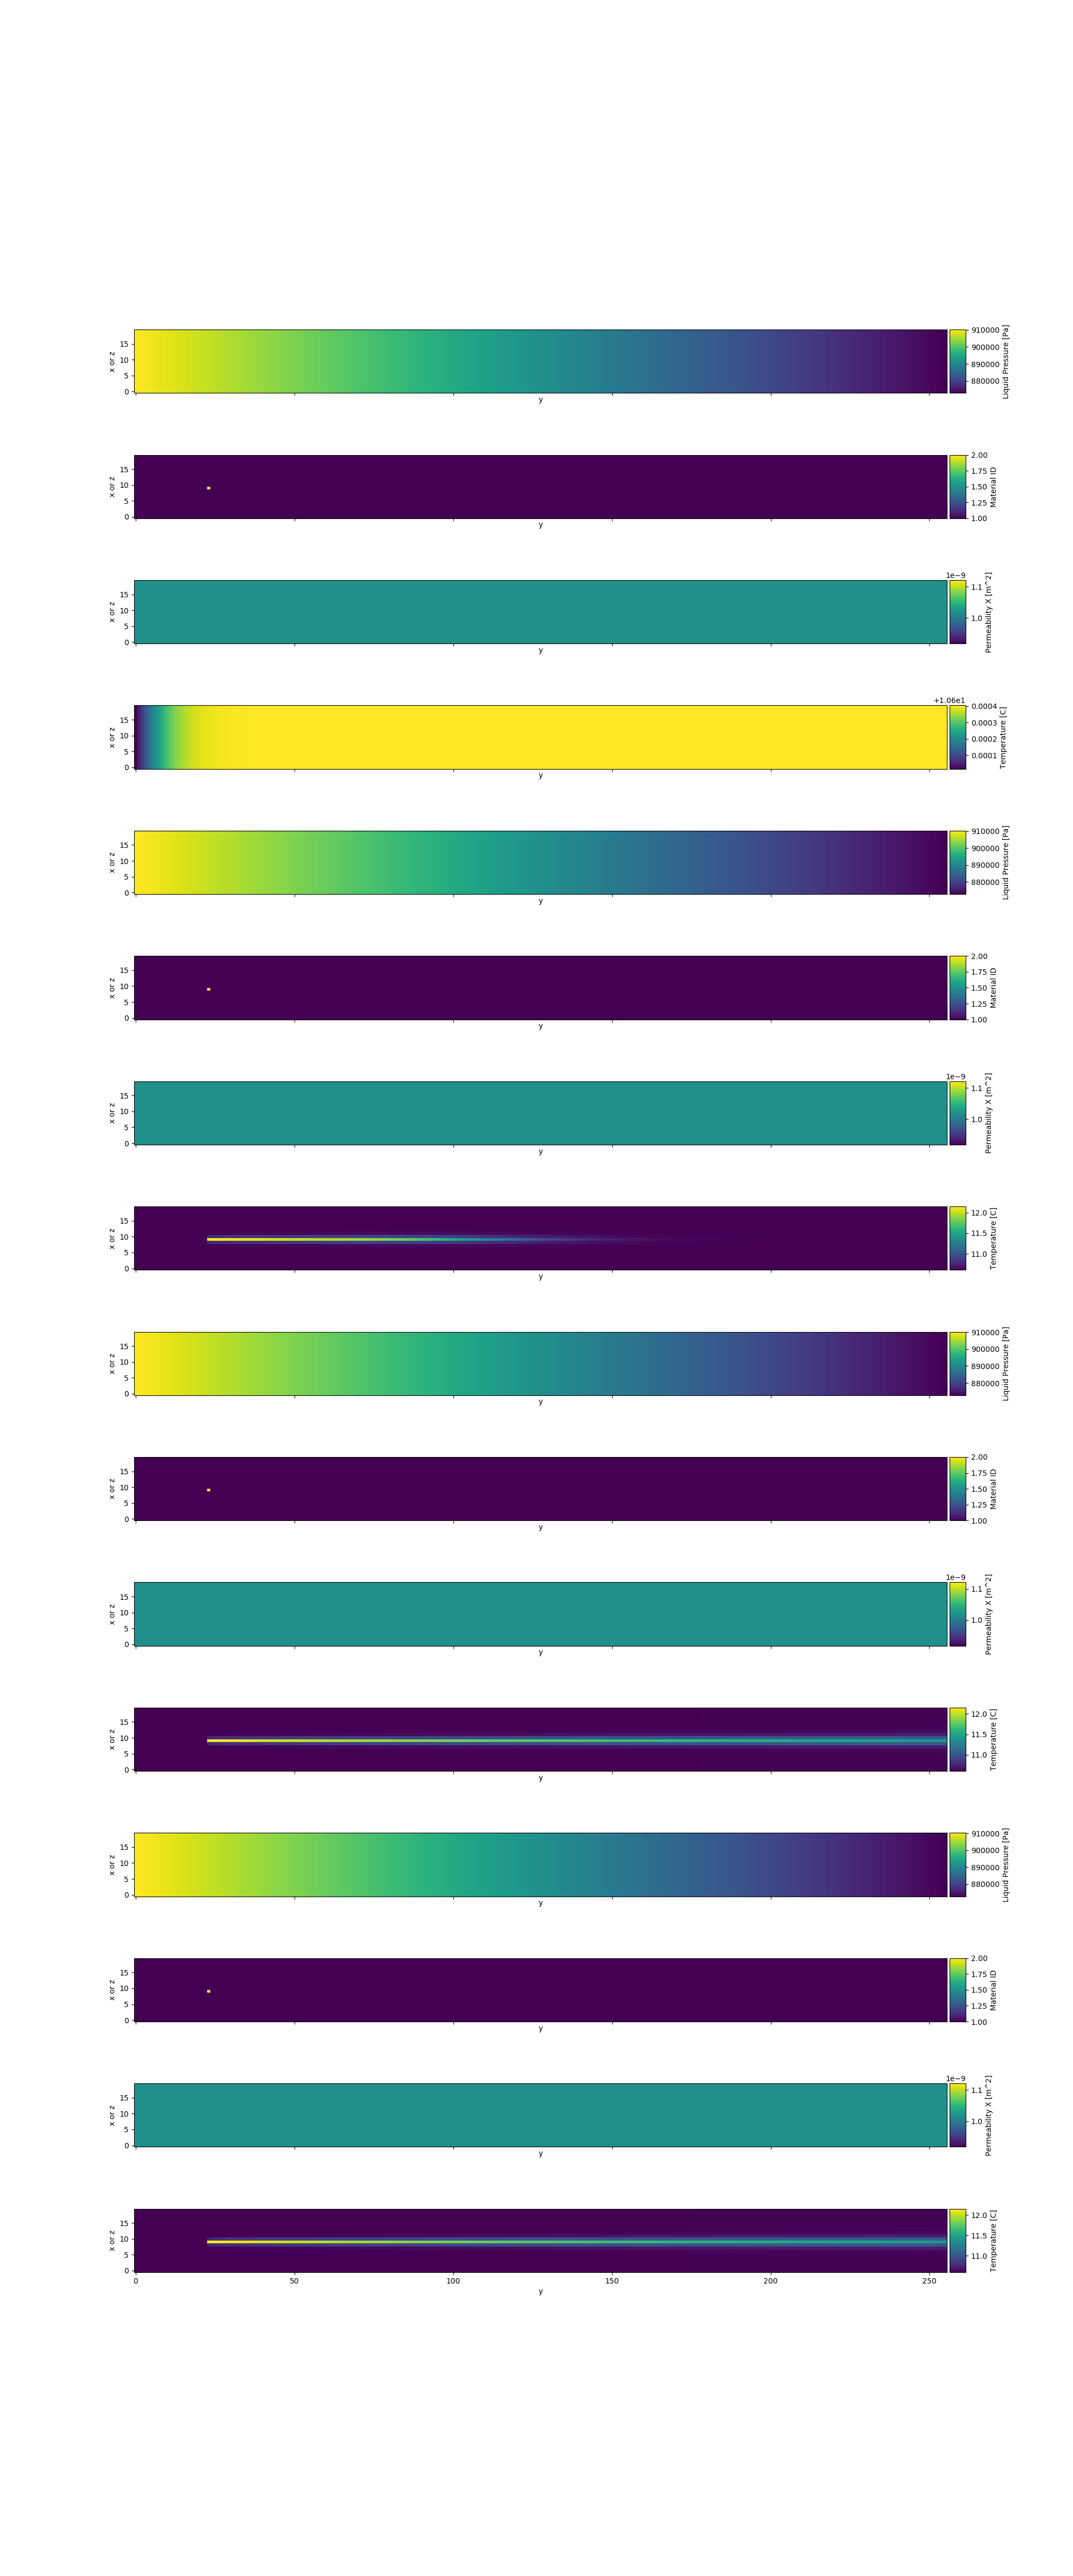 15
10
5
0
x or z
y
910000
900000
890000
880000
Liquid Pressure [Pa]
15
10
5
0
x or z
y
2.00
1.75
1.50
1.25
1.00
Material ID
15
10
5
0
x or z
y
1e−9
1.1
1.0
Permeability X [m^2]
15
10
5
0
x or z
y
+1.06e1
0.0004
0.0003
0.0002
0.0001
Temperature [C]
15
10
5
0
x or z
y
910000
900000
890000
880000
Liquid Pressure [Pa]
15
10
5
0
x or z
y
2.00
1.75
1.50
1.25
1.00
Material ID
15
10
5
0
x or z
y
1e−9
1.1
1.0
Permeability X [m^2]
15
10
5
0
x or z
y
12.0
11.5
11.0
Temperature [C]
15
10
5
0
x or z
y
910000
900000
890000
880000
Liquid Pressure [Pa]
15
10
5
0
x or z
y
2.00
1.75
1.50
1.25
1.00
Material ID
15
10
5
0
x or z
y
1e−9
1.1
1.0
Permeability X [m^2]
15
10
5
0
x or z
y
12.0
11.5
11.0
Temperature [C]
15
10
5
0
x or z
y
910000
900000
890000
880000
Liquid Pressure [Pa]
15
10
5
0
x or z
y
2.00
1.75
1.50
1.25
1.00
Material ID
15
10
5
0
x or z
y
1e−9
1.1
1.0
Permeability X [m^2]
15
10
5
0
x or z
0 50 100 150 200 250
y
12.0
11.5
11.0
Temperature [C]